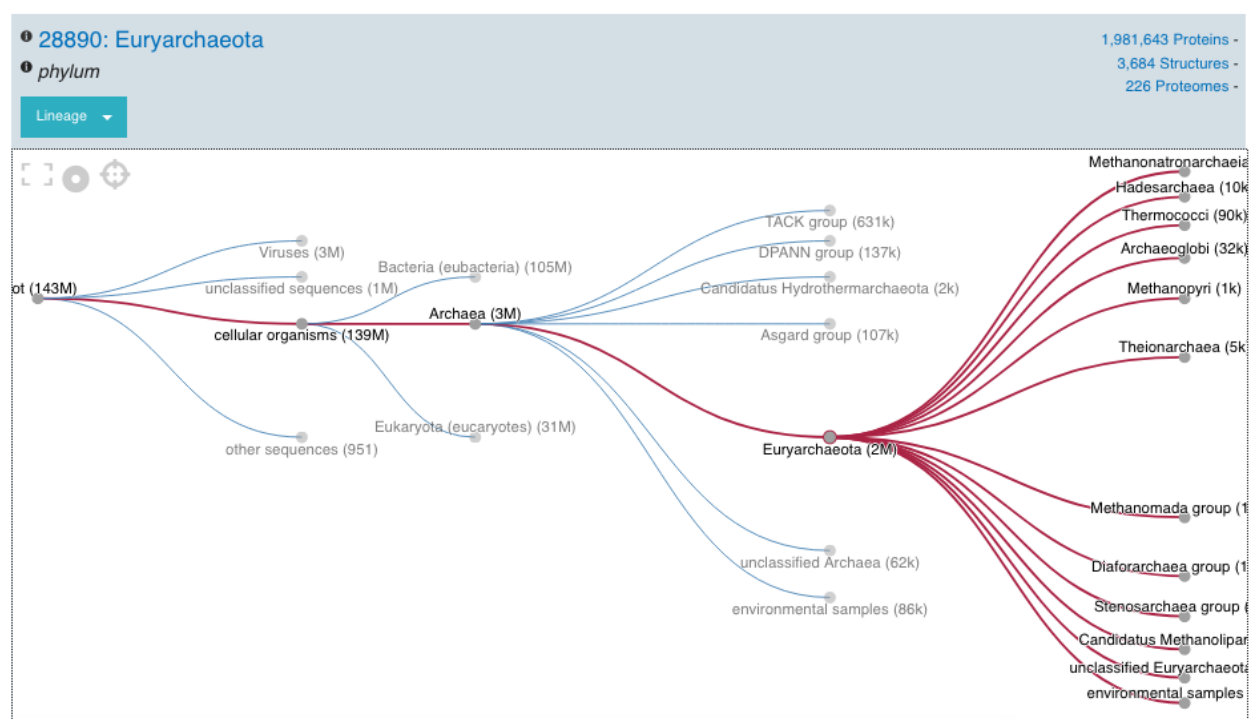 28890: Euryarchaeota
phylum
Lineage
1,981,643 Proteins -
3,684 Structures -
226 Proteomes -
ot (143M)
Viruses (3M)
unclassified sequences (1M)
cellular organisms (139M)
other sequences (951)
Bacteria (eubacteria) (105M)
Archaea (3M)
Eukaryota (eucaryotes) (31M)
TACK group (631k)
DPANN group (137k)
Candidatus Hydrothermarchaeota (2k)
Asgard group (107k)
Euryarchaeota (2M)
unclassified Archaea (62k)
environmental samples (86k)
Methanonatronarchaeia
Hadesarchaea (10k
Thermococci (90k)
Archaeoglobi (32k)
Methanopyri (1k)
Theionarchaea (5k
Methanomada group (1
Diaforarchaea group (1
Stenosarchaea group (
Candidatus Methanolipar
unclassified Euryarchaeota
environmental samples